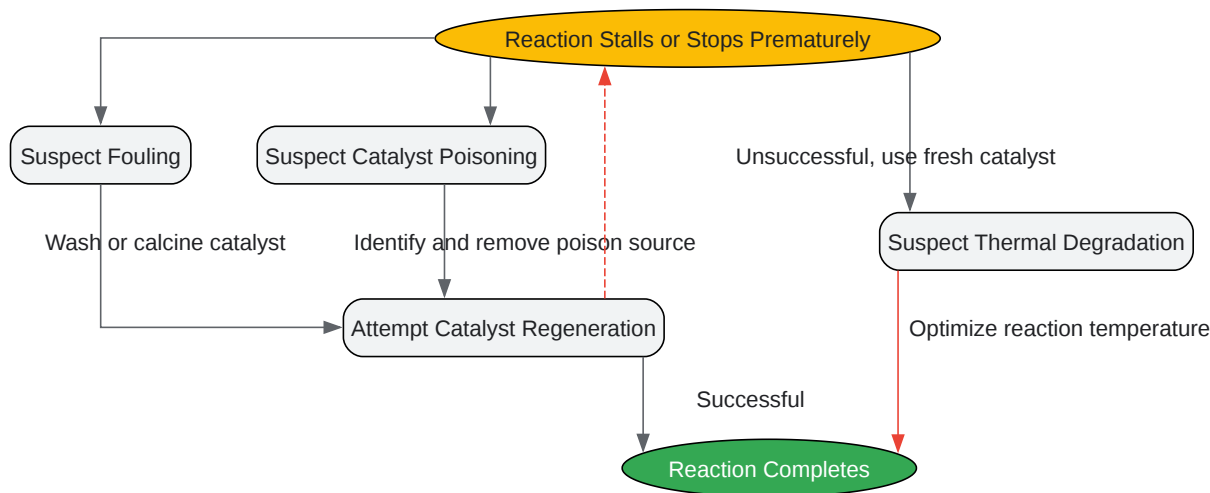 Reaction Stalls or Stops Prematurely
Suspect Fouling
Suspect Catalyst Poisoning
Unsuccessful, use fresh catalyst
Suspect Thermal Degradation
Wash or calcine catalyst
Identify and remove poison source
Attempt Catalyst Regeneration
Optimize reaction temperature
Successful
Reaction Completes